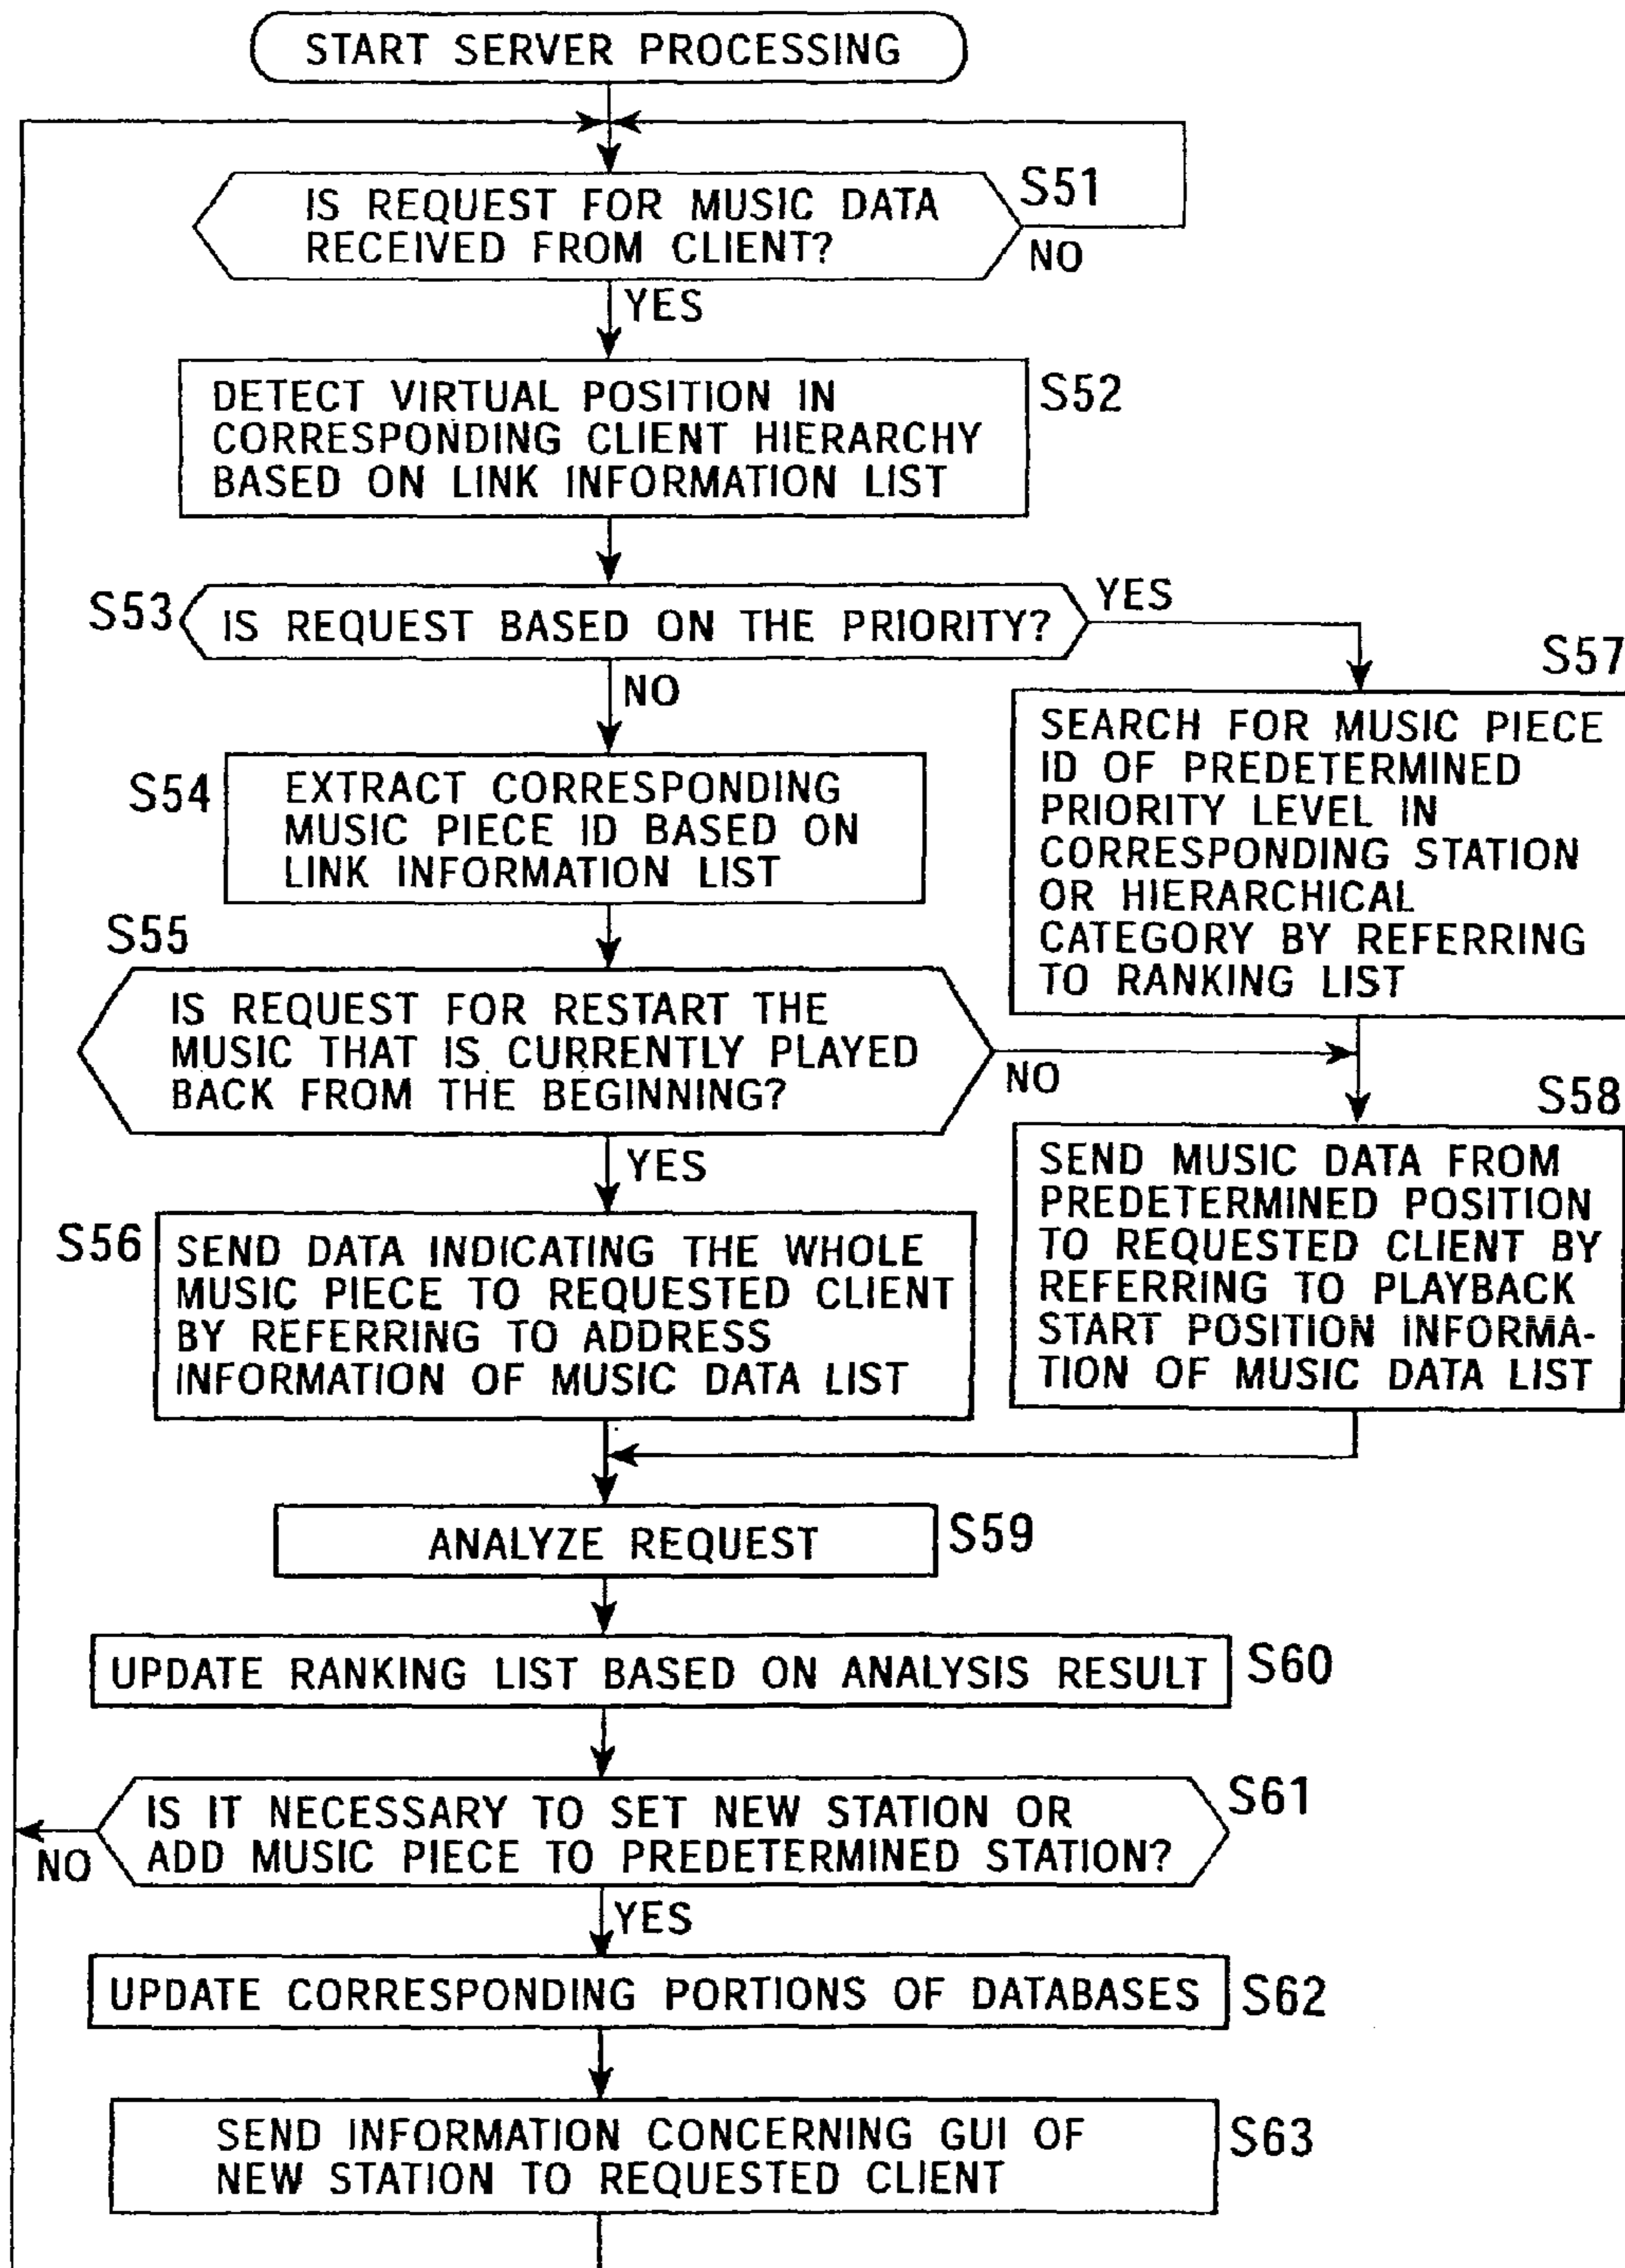 START SERVER PROCESSING
IS REQUEST FOR MUSIC DATA
RECEIVED FROM CLIENT?
S51
NO
YES
DETECT VIRTUAL POSITION IN
CORRESPONDING CLIENT HIERARCHY
BASED ON LINK INFORMATION LIST
S52
S53
IS REQUEST BASED ON THE PRIORITY?
YES
NO
S57
SEARCH FOR MUSIC PIECE
ID OF PREDETERMINED
PRIORITY LEVEL IN
CORRESPONDING STATION
OR HIERARCHICAL
CATEGORY BY REFERRING
TO RANKING LIST
S54
EXTRACT CORRESPONDING
MUSIC PIECE ID BASED ON
LINK INFORMATION LIST
S55
IS REQUEST FOR RESTART THE
MUSIC THAT IS CURRENTLY PLAYED
BACK FROM THE BEGINNING?
NO
YES
S58
SEND MUSIC DATA FROM
PREDETERMINED POSITION
TO REQUESTED CLIENT BY
REFERRING TO PLAYBACK
START POSITION INFORMA-
TION OF MUSIC DATA LIST
S56
SEND DATA INDICATING THE WHOLE
MUSIC PIECE TO REQUESTED CLIENT
BY REFERRING TO ADDRESS
INFORMATION OF MUSIC DATA LIST
ANALYZE REQUEST
S59
UPDATE RANKING LIST BASED ON ANALYSIS RESULT
S60
IS IT NECESSARY TO SET NEW STATION OR
ADD MUSIC PIECE TO PREDETERMINED STATION?
S61
NO
YES
UPDATE CORRESPONDING PORTIONS OF DATABASES
S62
SEND INFORMATION CONCERNING GUI OF
NEW STATION TO REQUESTED CLIENT
S63